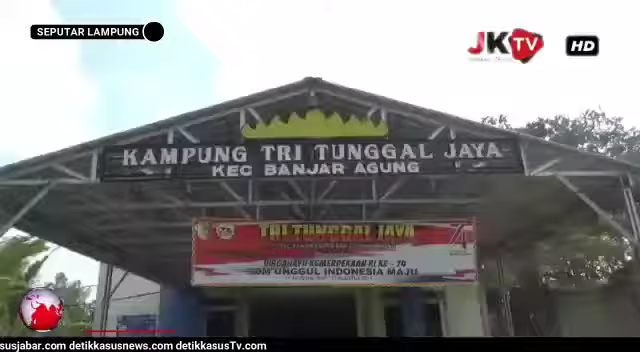 SEPUTAR LAMPUNG
JKTV
HD
KAMPUNG TRI TUNGGAL JAYA
KEC BANJAR AGUNG
TRI TUNGGAL JAYA
DIRGAHAYU KEMERDEKAAN RI KE - 74
SDM UNGGUL INDONESIA MAJU
susjabar.com detikkasusnews.com detikkasusTv.com